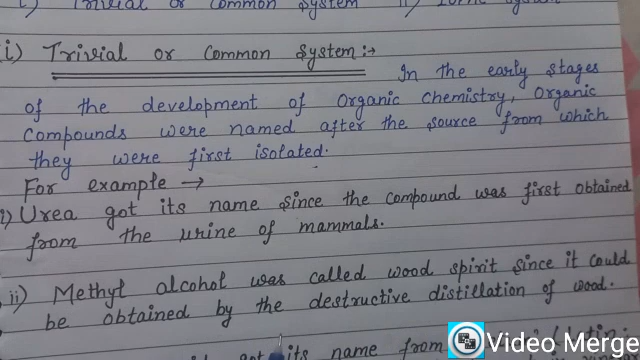 i) Trivial or Common System :→
In the early stages
of the development of Organic Chemistry, Organic
Compounds were named after the source from which
they were first isolated.
For example →
i) Urea got its name since the compound was first obtained
from the urine of mammals.
ii) Methyl alcohol was called wood spirit since it could
be obtained by the destructive distillation of wood.
got its name from
Video Merge